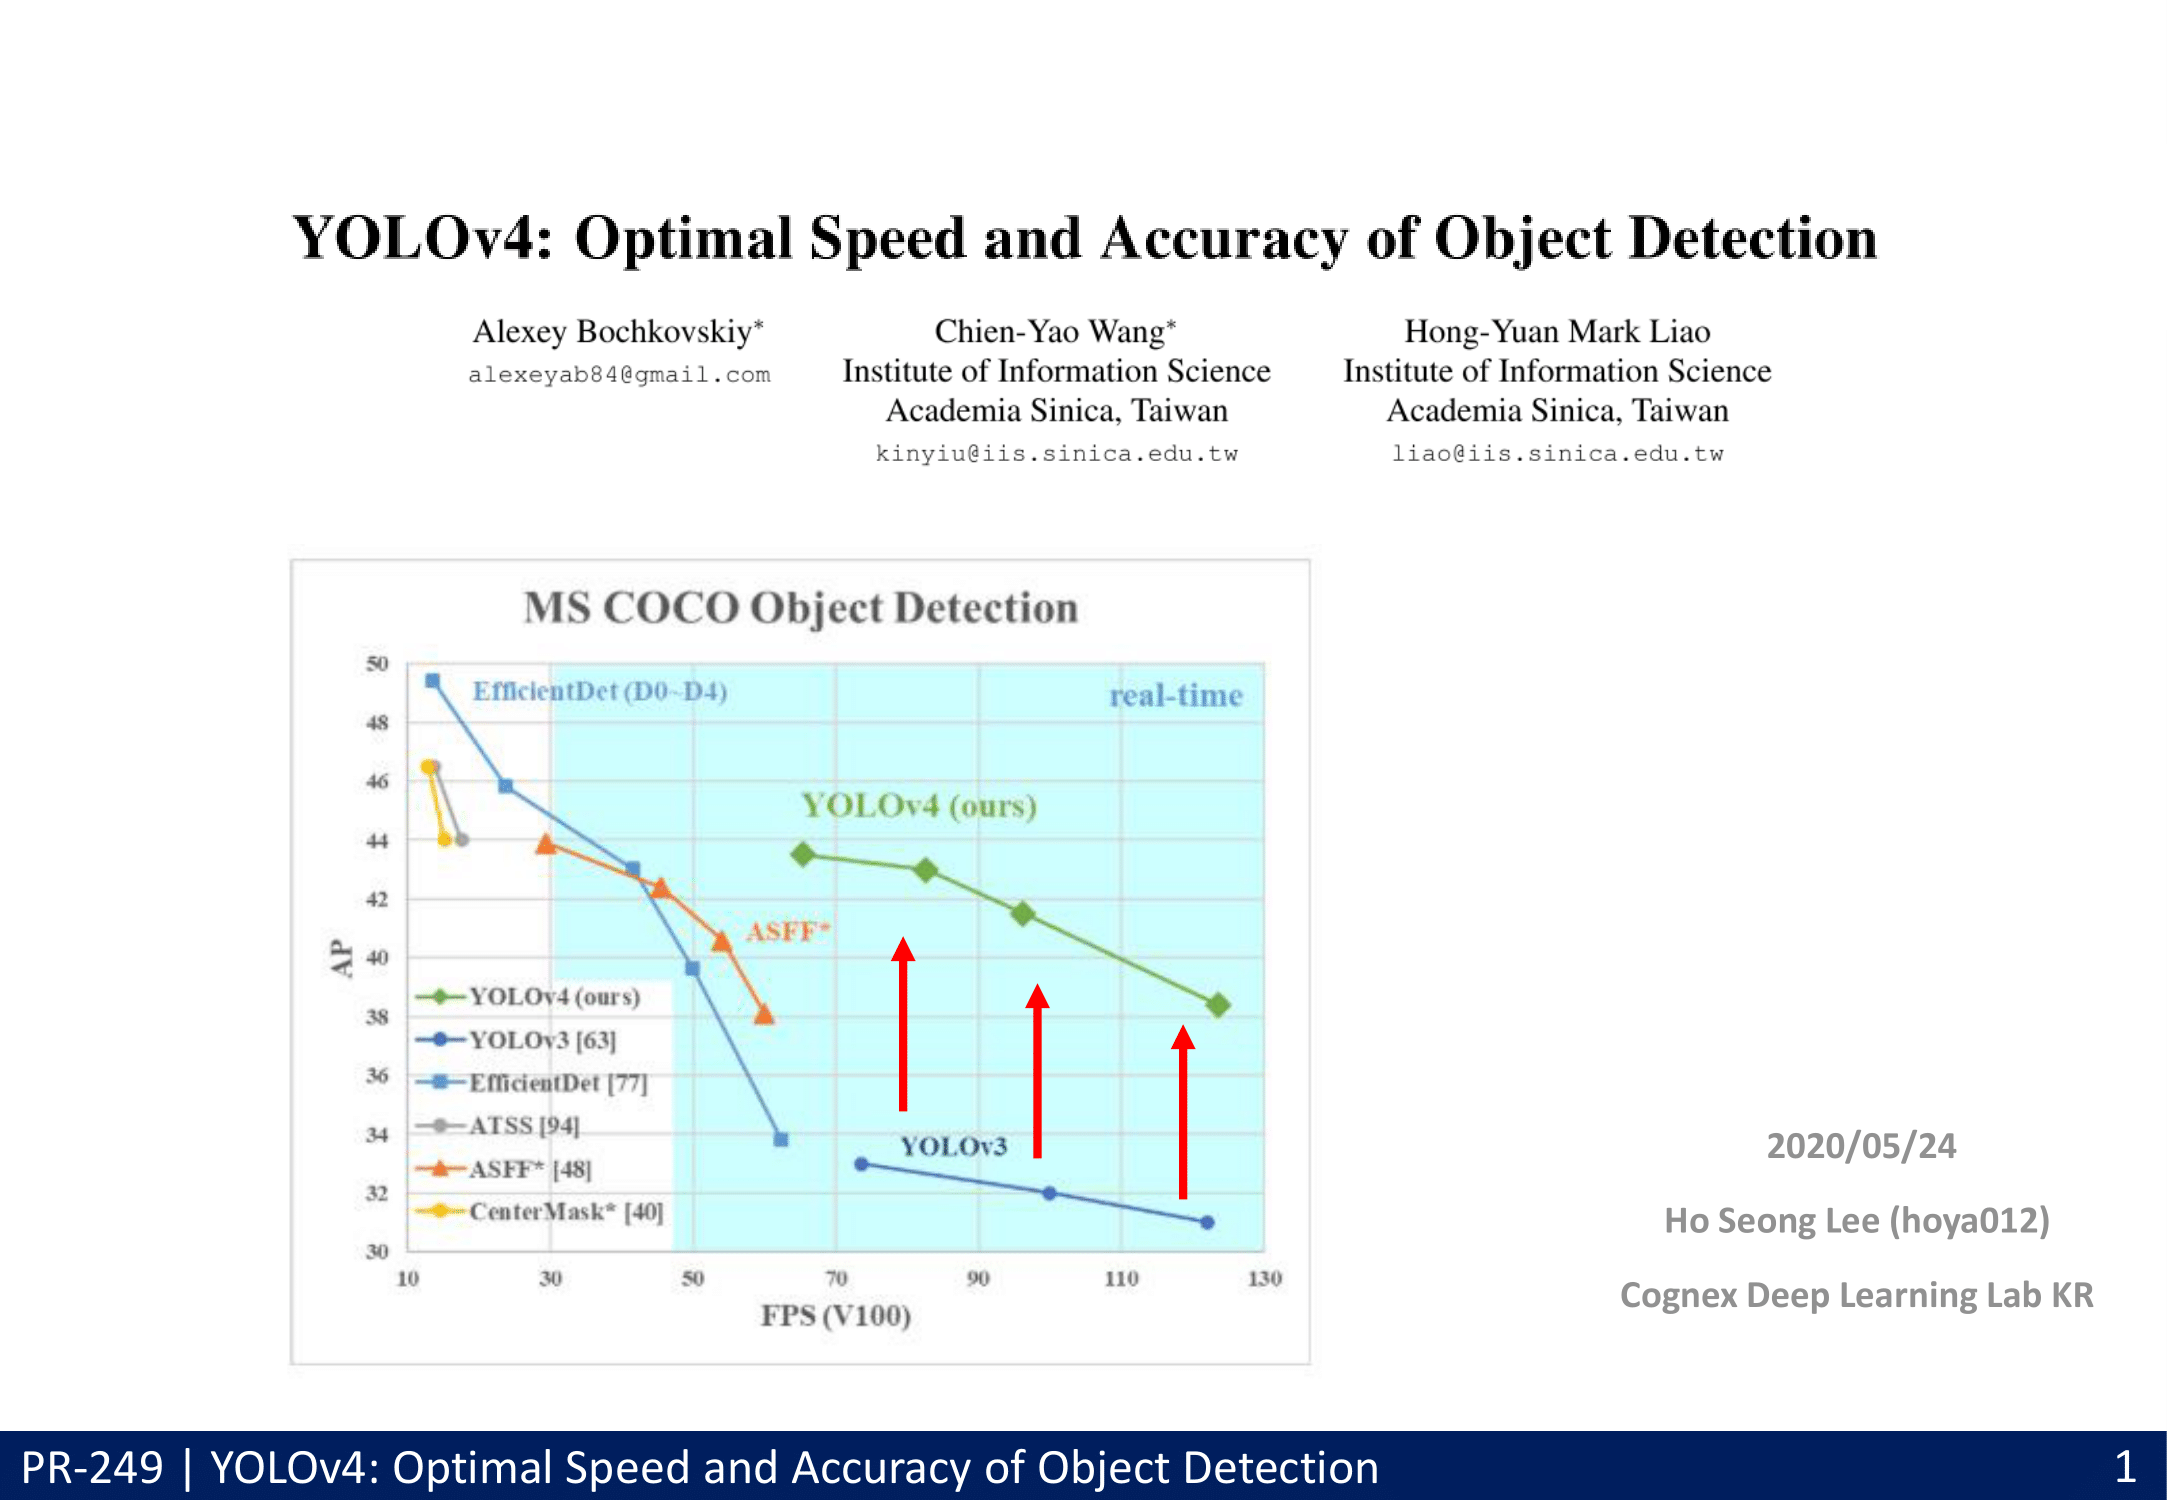 YOLOv4: Optimal Speed and Accuracy of Object Detection
Alexey Bochkovskiy*
alexeyab84@gmail.com
Chien-Yao Wang*
Institute of Information Science
Academia Sinica, Taiwan
kinyiu@iis.sinica.edu.tw
Hong-Yuan Mark Liao
Institute of Information Science
Academia Sinica, Taiwan
liao@iis.sinica.edu.tw
MS COCO Object Detection
50
48
46
44
42
40
38
36
34
32
30
AP
EfficientDet (D0~D4)
real-time
YOLOv4 (ours)
ASFF*
YOLOv3
YOLOv4 (ours)
YOLOv3 [63]
EfficientDet [77]
ATSS [94]
ASFF* [48]
CenterMask* [40]
10 30 50 70 90 110 130
FPS (V100)
2020/05/24
Ho Seong Lee (hoya012)
Cognex Deep Learning Lab KR
PR-249 | YOLOv4: Optimal Speed and Accuracy of Object Detection
1